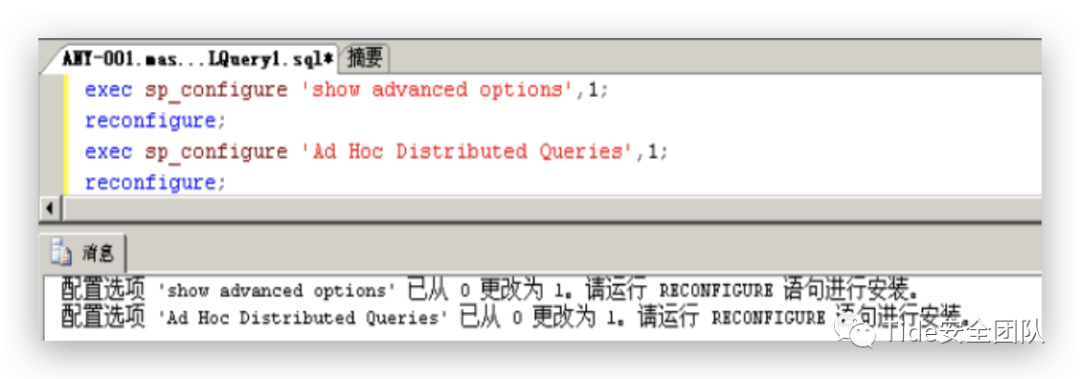 ANY-001.mas...LQuery1.sql* 摘要
exec sp_configure 'show advanced options',1;
reconfigure;
exec sp_configure 'Ad Hoc Distributed Queries',1;
reconfigure;
消息
配置选项 'show advanced options' 已从 0 更改为 1。请运行 RECONFIGURE 语句进行安装。
配置选项 'Ad Hoc Distributed Queries' 已从 0 更改为 1。请运行 RECONFIGURE 语句进行安装。
Tide安全团队